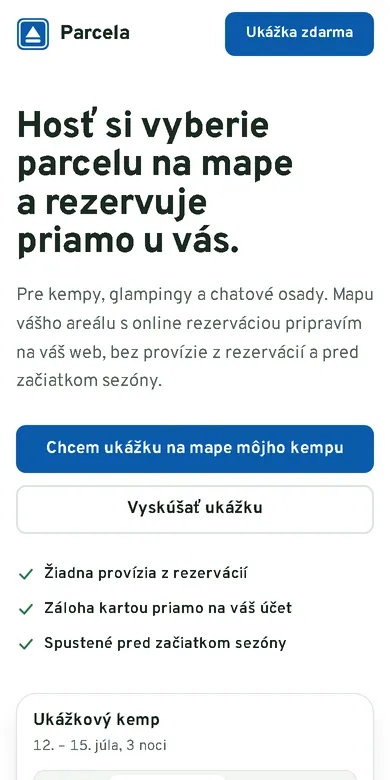 Parcela
Ukážka zdarma
Hosť si vyberie
parcelu na mape
a rezervuje
priamo u vás.
Pre kempy, glampingy a chatové osady. Mapu
vášho areálu s online rezerváciou pripravím
na váš web, bez provízie z rezervácií a pred
začiatkom sezóny.
Chcem ukážku na mape môjho kempu
Vyskúšať ukážku
Žiadna provízia z rezervácií
Záloha kartou priamo na váš účet
Spustené pred začiatkom sezóny
Ukážkový kemp
12. – 15. júla, 3 noci